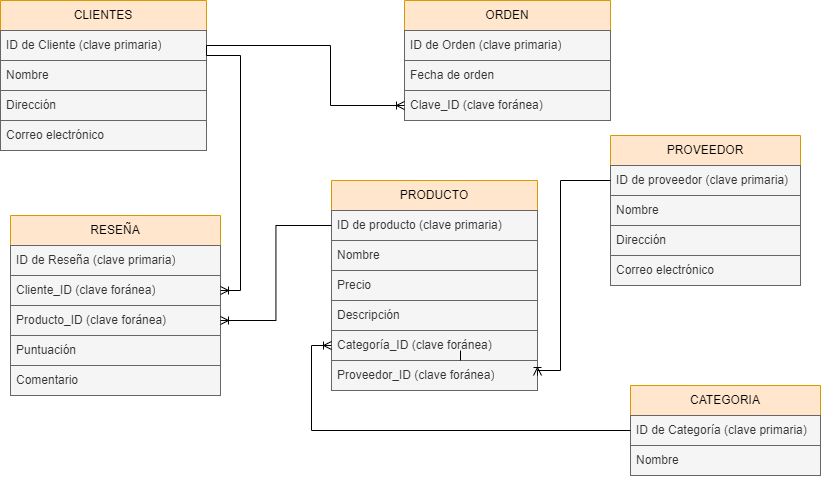 CLIENTES
ID de Cliente (clave primaria)
Nombre
Dirección
Correo electrónico
ORDEN
ID de Orden (clave primaria)
Fecha de orden
Clave_ID (clave foránea)
PROVEEDOR
ID de proveedor (clave primaria)
Nombre
Dirección
Correo electrónico
PRODUCTO
ID de producto (clave primaria)
Nombre
Precio
Descripción
Categoría_ID (clave foránea)
Proveedor_ID (clave foránea)
RESEÑA
ID de Reseña (clave primaria)
Cliente_ID (clave foránea)
Producto_ID (clave foránea)
Puntuación
Comentario
CATEGORIA
ID de Categoría (clave primaria)
Nombre